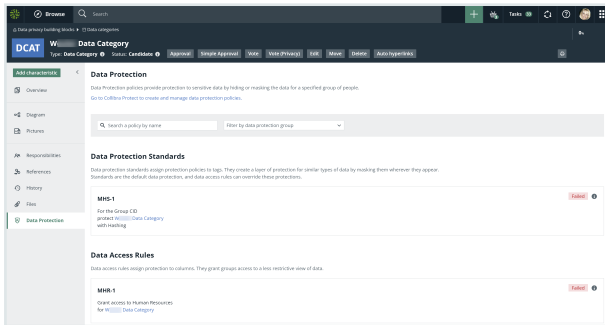 Browse
Search
Tasks 33
Data privacy building blocks
Data categories
0%
DCAT
W Data Category
Type: Data Category Status: Candidate
Approval
Simple Approval
Vote
Vote (Privacy)
Edit
Move
Delete
Auto hyperlinks
Add characteristic
Overview
Diagram
Pictures
Responsibilities
References
History
Files
Data Protection
Data Protection
Data Protection policies provide protection to sensitive data by hiding or masking the data for a specified group of people.
Go to Collibra Protect to create and manage data protection policies.
Search a policy by name
Filter by data protection group
Data Protection Standards
Data protection standards assign protection policies to tags. They create a layer of protection for similar types of data by masking them wherever they appear.
Standards are the default data protection, and data access rules can override these protections.
MHS-1
Failed
For the Group CID
protect W Data Category
with Hashing
Data Access Rules
Data access rules assign protection to columns. They grant groups access to a less restrictive view of data.
MHR-1
Failed
Grant access to Human Resources
for W Data Category